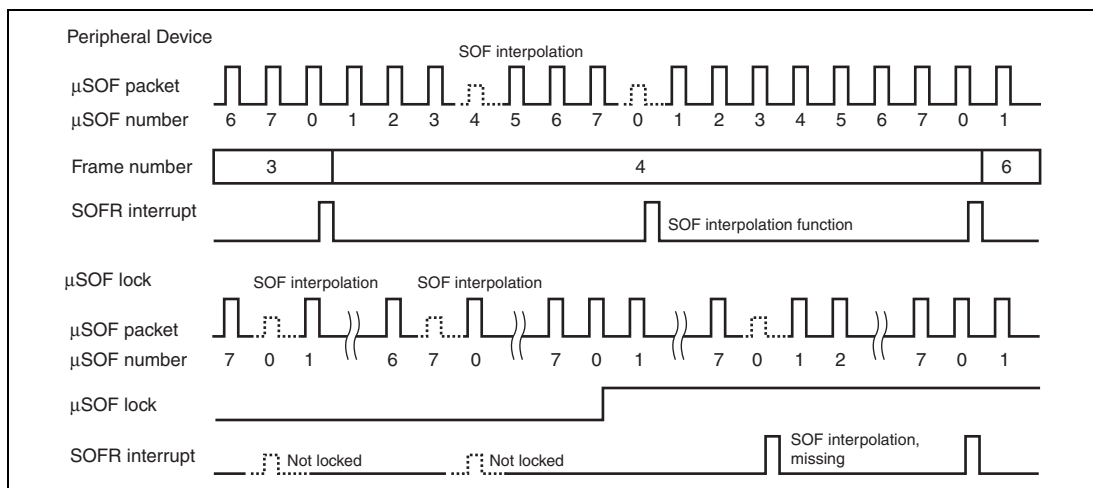 Peripheral Device
SOF interpolation
µSOF packet
µSOF number 6 7 0 1 2 3 4 5 6 7 0 1 2 3 4 5 6 7 0 1
Frame number 3 4 6
SOFR interrupt
SOF interpolation function
µSOF lock
SOF interpolation SOF interpolation
µSOF packet
µSOF number 7 0 1 6 7 0 7 0 1 7 0 1 2 7 0 1
µSOF lock
SOFR interrupt
Not locked Not locked
SOF interpolation,
missing